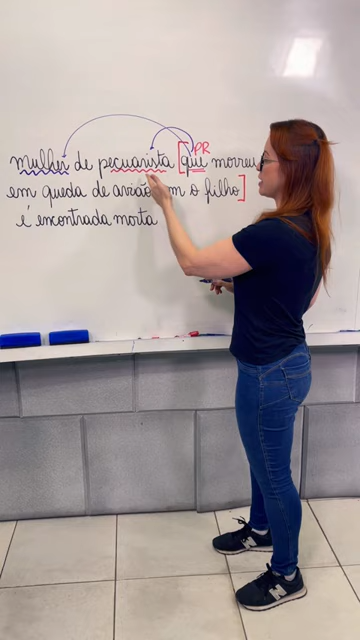 PR
mulher de pecuarista [que morreu
em queda de avião com o filho]
é encontrada morta
N